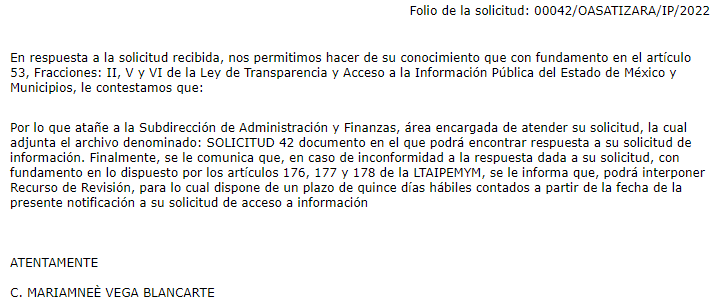 Folio de la solicitud: 00042/OASATIZARA/IP/2022
En respuesta a la solicitud recibida, nos permitimos hacer de su conocimiento que con fundamento en el artículo
53, Fracciones: II, V y VI de la Ley de Transparencia y Acceso a la Información Pública del Estado de México y
Municipios, le contestamos que:
Por lo que atañe a la Subdirección de Administración y Finanzas, área encargada de atender su solicitud, la cual
adjunta el archivo denominado: SOLICITUD 42 documento en el que podrá encontrar respuesta a su solicitud de
información. Finalmente, se le comunica que, en caso de inconformidad a la respuesta dada a su solicitud, con
fundamento en lo dispuesto por los artículos 176, 177 y 178 de la LTAIPEMYM, se le informa que, podrá interponer
Recurso de Revisión, para lo cual dispone de un plazo de quince días hábiles contados a partir de la fecha de la
presente notificación a su solicitud de acceso a información
ATENTAMENTE
C. MARIAMNEÈ VEGA BLANCARTE